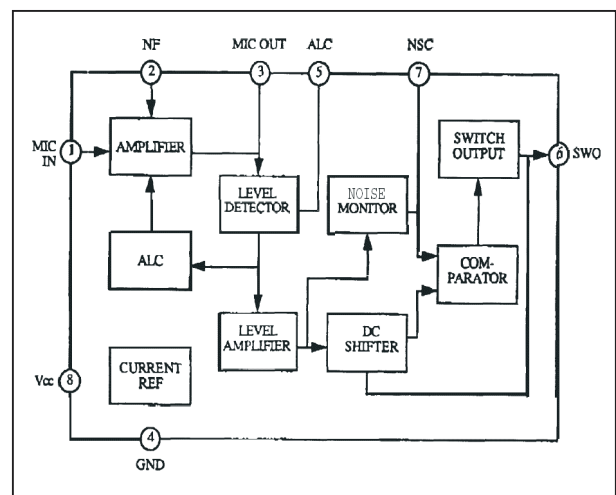 NF
MIC OUT
ALC
NSC
2
3
5
7
MIC
IN
1
AMPLIFIER
SWITCH
OUTPUT
6
SWO
LEVEL
DETECTOR
NOISE
MONITOR
ALC
COM-
PARATOR
LEVEL
AMPLIFIER
DC
SHIFTER
Vcc
8
CURRENT
REF
4
GND